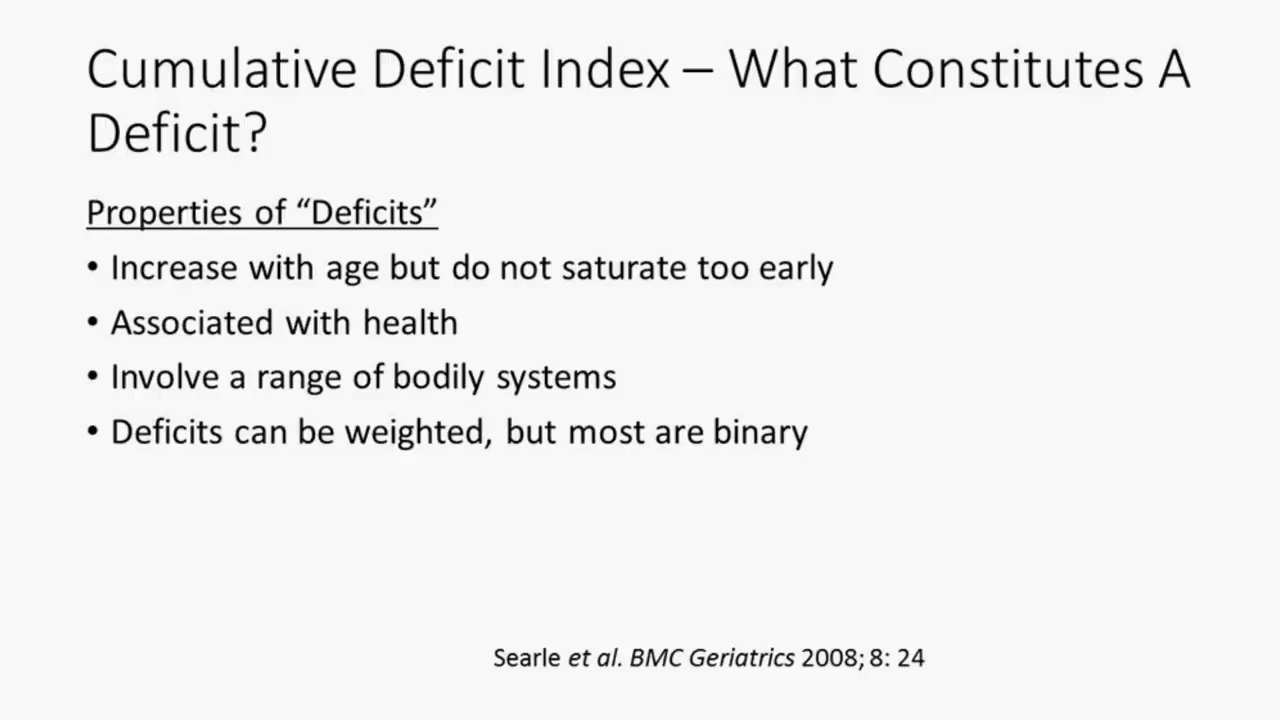 Cumulative Deficit Index – What Constitutes A
Deficit?
Properties of “Deficits”
• Increase with age but do not saturate too early
• Associated with health
• Involve a range of bodily systems
• Deficits can be weighted, but most are binary
Searle et al. BMC Geriatrics 2008; 8: 24